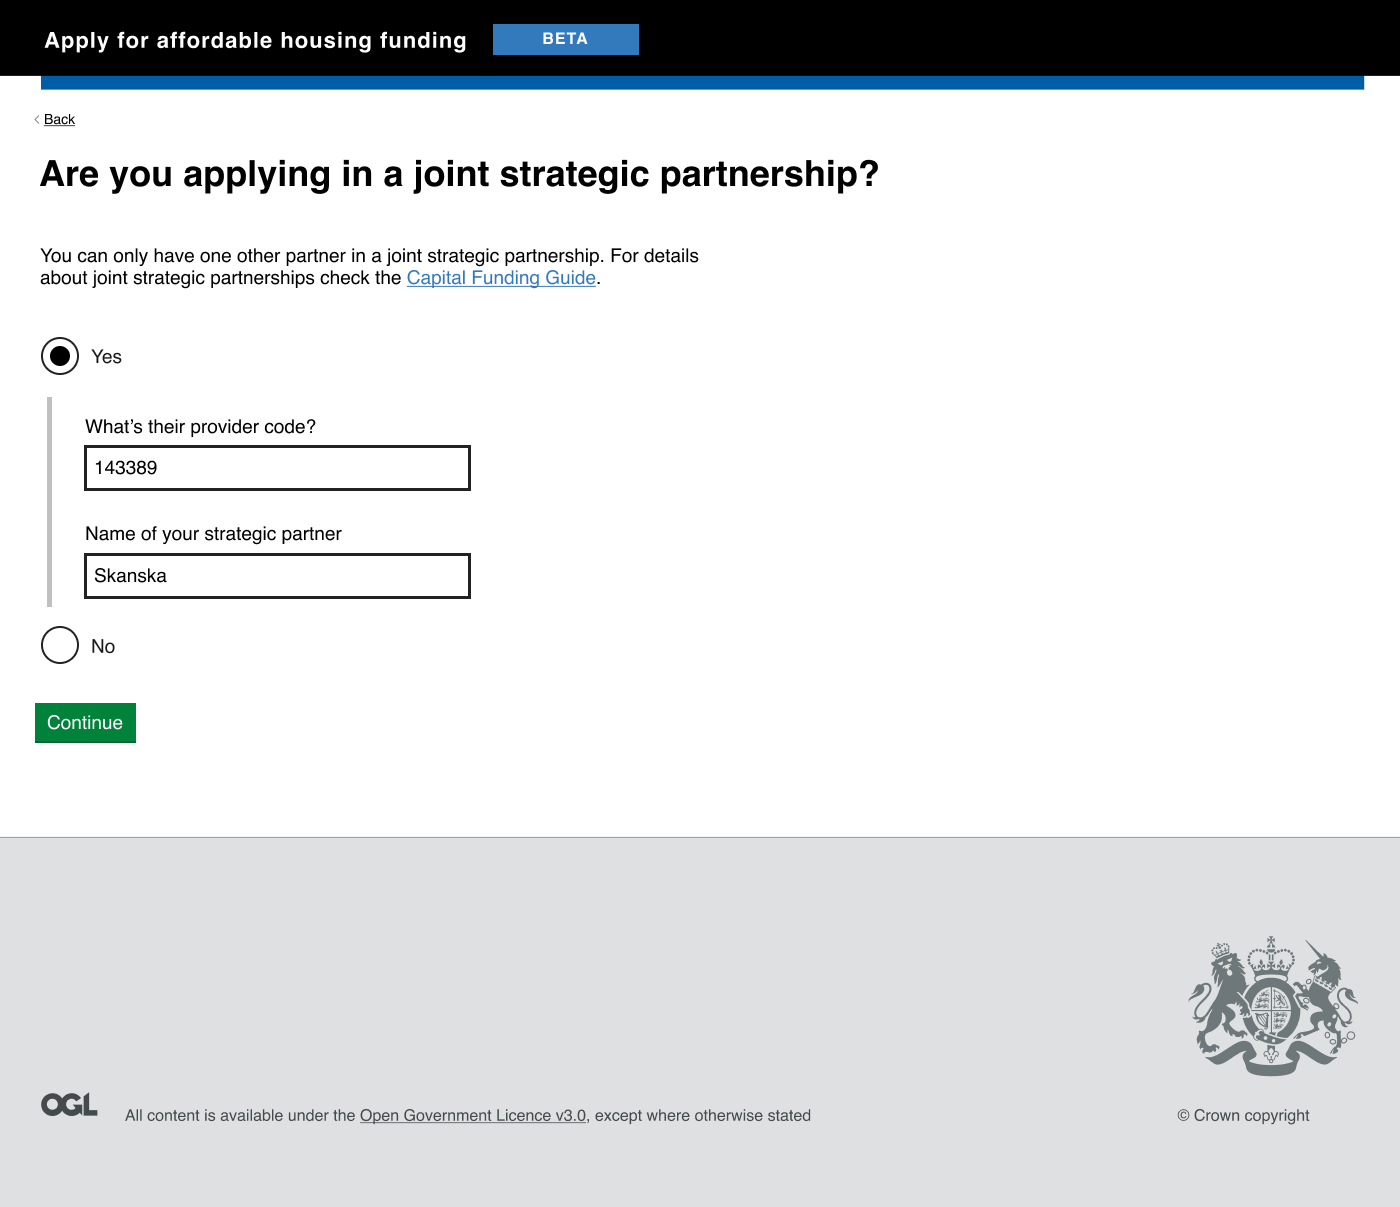 Apply for affordable housing funding BETA
< Back
Are you applying in a joint strategic partnership?
You can only have one other partner in a joint strategic partnership. For details
about joint strategic partnerships check the Capital Funding Guide.
Yes
What’s their provider code?
143389
Name of your strategic partner
Skanska
No
Continue
OGL All content is available under the Open Government Licence v3.0, except where otherwise stated
© Crown copyright